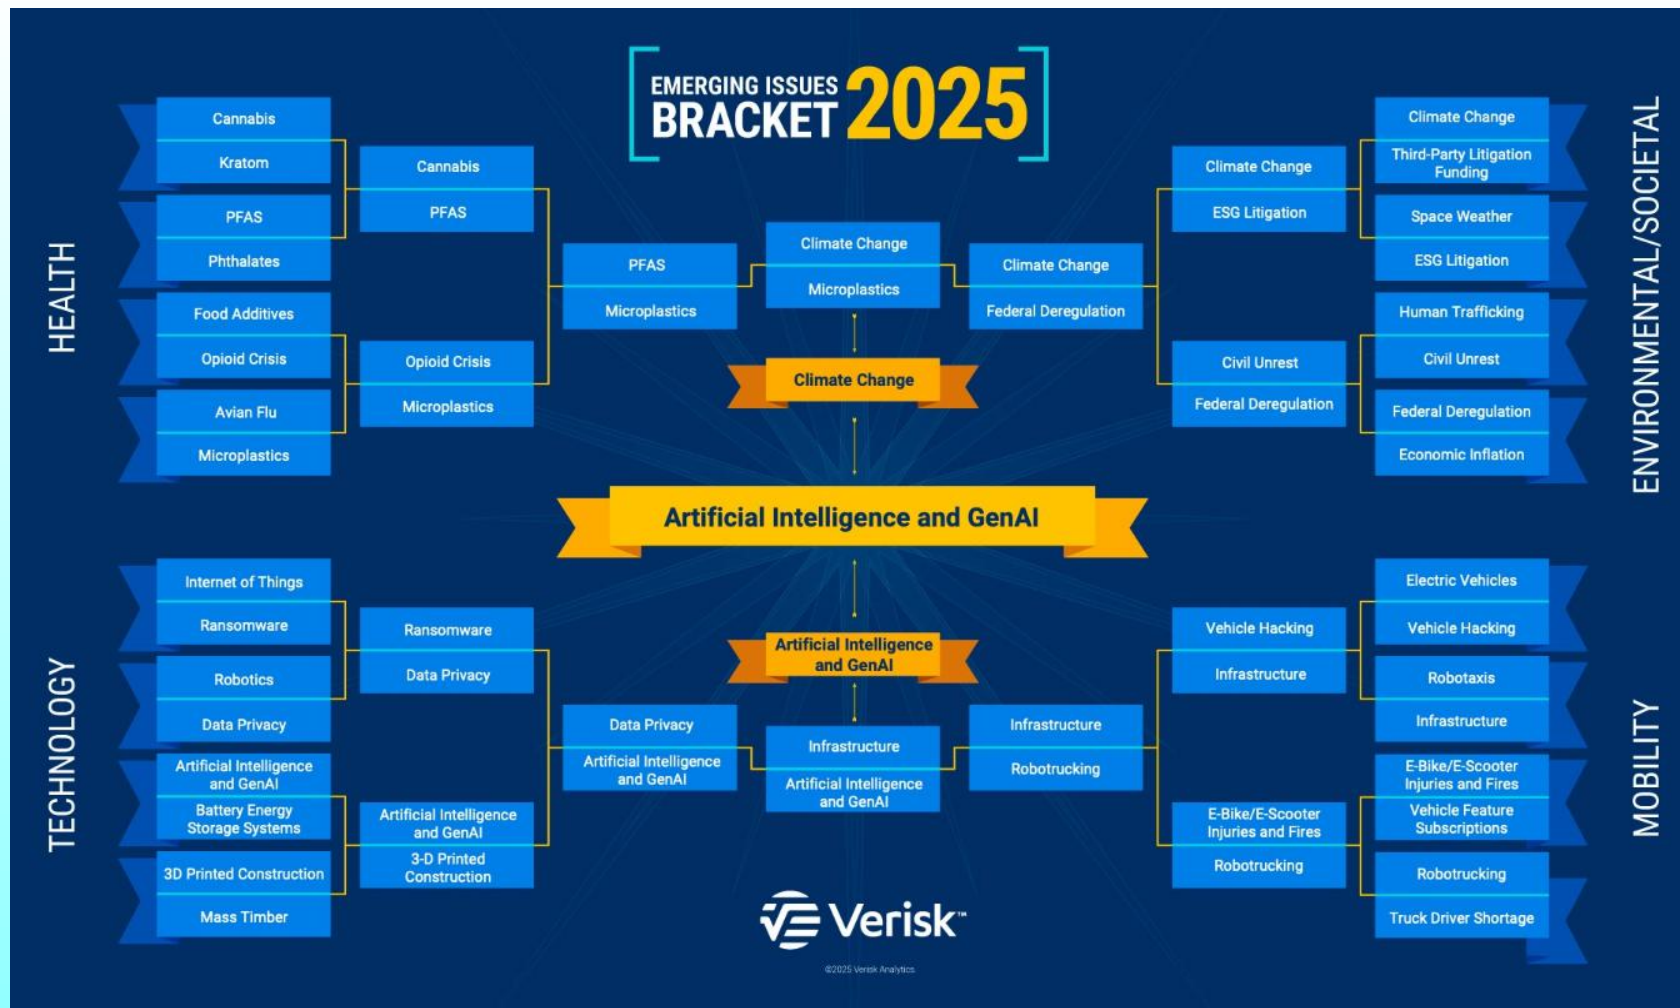 EMERGING ISSUES
BRACKET 2025
HEALTH
Cannabis
Kratom
PFAS
Phthalates
Food Additives
Opioid Crisis
Avian Flu
Microplastics
Cannabis
PFAS
Opioid Crisis
Microplastics
PFAS
Microplastics
Climate Change
Microplastics
Climate Change
Federal Deregulation
Climate Change
ESG Litigation
Civil Unrest
Federal Deregulation
Climate Change
Third-Party Litigation
Funding
Space Weather
ESG Litigation
Human Trafficking
Civil Unrest
Federal Deregulation
Economic Inflation
ENVIRONMENTAL/SOCIETAL
Climate Change
Artificial Intelligence and GenAI
Artificial Intelligence
and GenAI
TECHNOLOGY
Internet of Things
Ransomware
Robotics
Data Privacy
Artificial Intelligence
and GenAI
Battery Energy
Storage Systems
3D Printed Construction
Mass Timber
Ransomware
Data Privacy
Artificial Intelligence
and GenAI
3-D Printed
Construction
Data Privacy
Artificial Intelligence
and GenAI
Infrastructure
Artificial Intelligence
and GenAI
Infrastructure
Robotrucking
Vehicle Hacking
Infrastructure
E-Bike/E-Scooter
Injuries and Fires
Robotrucking
Electric Vehicles
Vehicle Hacking
Robotaxis
Infrastructure
E-Bike/E-Scooter
Injuries and Fires
Vehicle Feature
Subscriptions
Robotrucking
Truck Driver Shortage
MOBILITY
Verisk™
©2025 Verisk Analytics